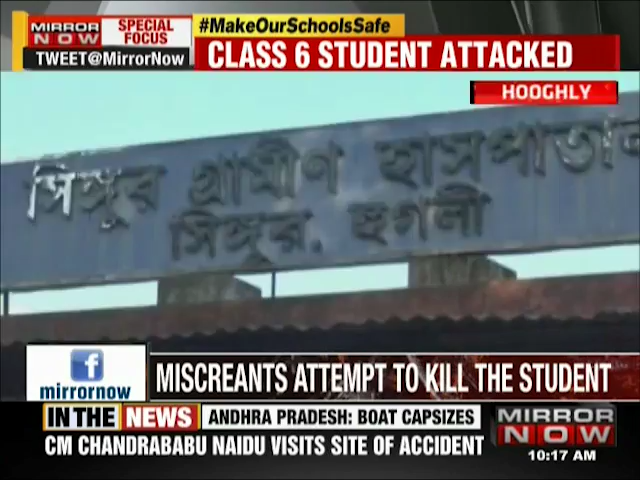 MIRROR NOW
SPECIAL FOCUS
TWEET@MirrorNow
#MakeOurSchoolsSafe
CLASS 6 STUDENT ATTACKED
HOOGHLY
সিঙ্গুর গ্রামীণ হাসপাতাল
সিঙ্গুর, হুগলী
f
mirrornow
MISCREANTS ATTEMPT TO KILL THE STUDENT
IN THE NEWS
ANDHRA PRADESH: BOAT CAPSIZES
CM CHANDRABABU NAIDU VISITS SITE OF ACCIDENT
MIRROR NOW
10:17 AM